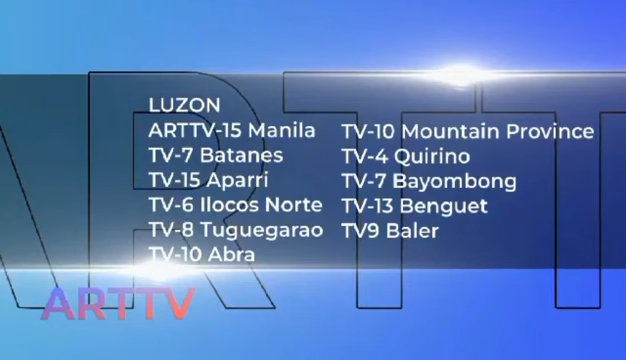 LUZON
ARTTV-15 Manila
TV-7 Batanes
TV-15 Aparri
TV-6 Ilocos Norte
TV-8 Tuguegarao
TV-10 Abra
TV-10 Mountain Province
TV-4 Quirino
TV-7 Bayombong
TV-13 Benguet
TV9 Baler
ARTTV
ARTT